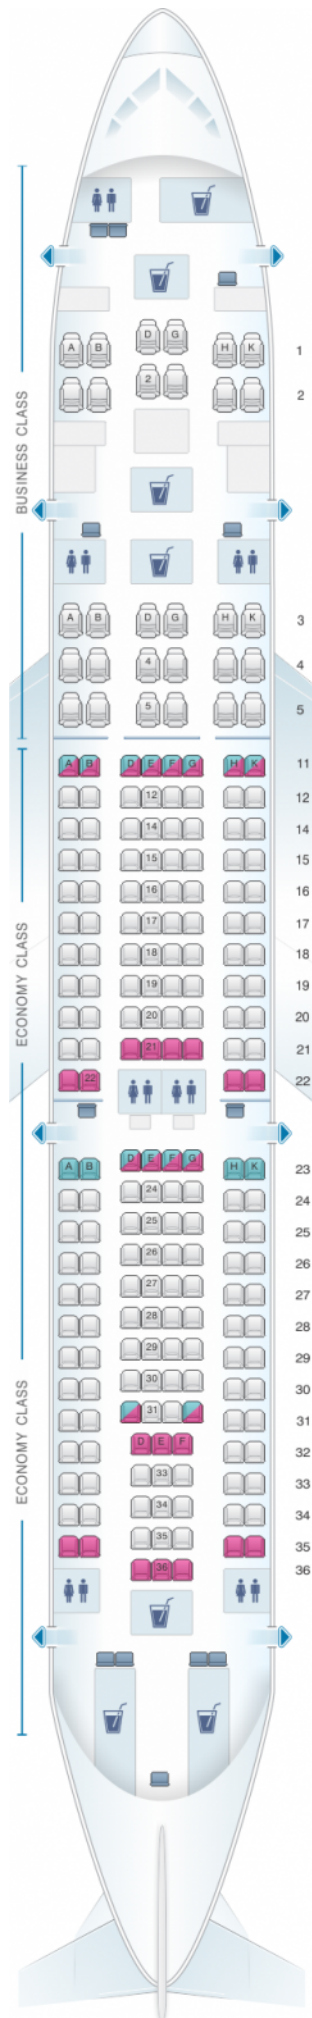 D G
A B H K 1
2 2
BUSINESS CLASS
A B D G H K 3
4 4
5 5
A B D E F G H K 11
12 12
14 14
15 15
16 16
17 17
ECONOMY CLASS
18 18
19 19
20 20
21 21
22 22
D E F G
A B H K 23
24 24
25 25
26 26
27 27
28 28
29 29
30 30
ECONOMY CLASS
31 31
D E F 32
33 33
34 34
35 35
36 36